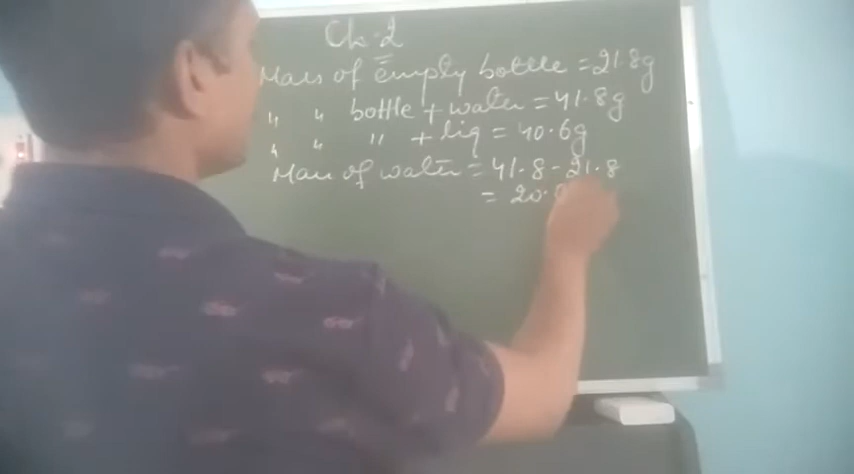 Ch. 2
Mass of empty bottle = 21.8g
" " bottle + water = 41.8g
" " " + liq = 40.6g
Mass of water = 41.8 - 21.8
= 20.